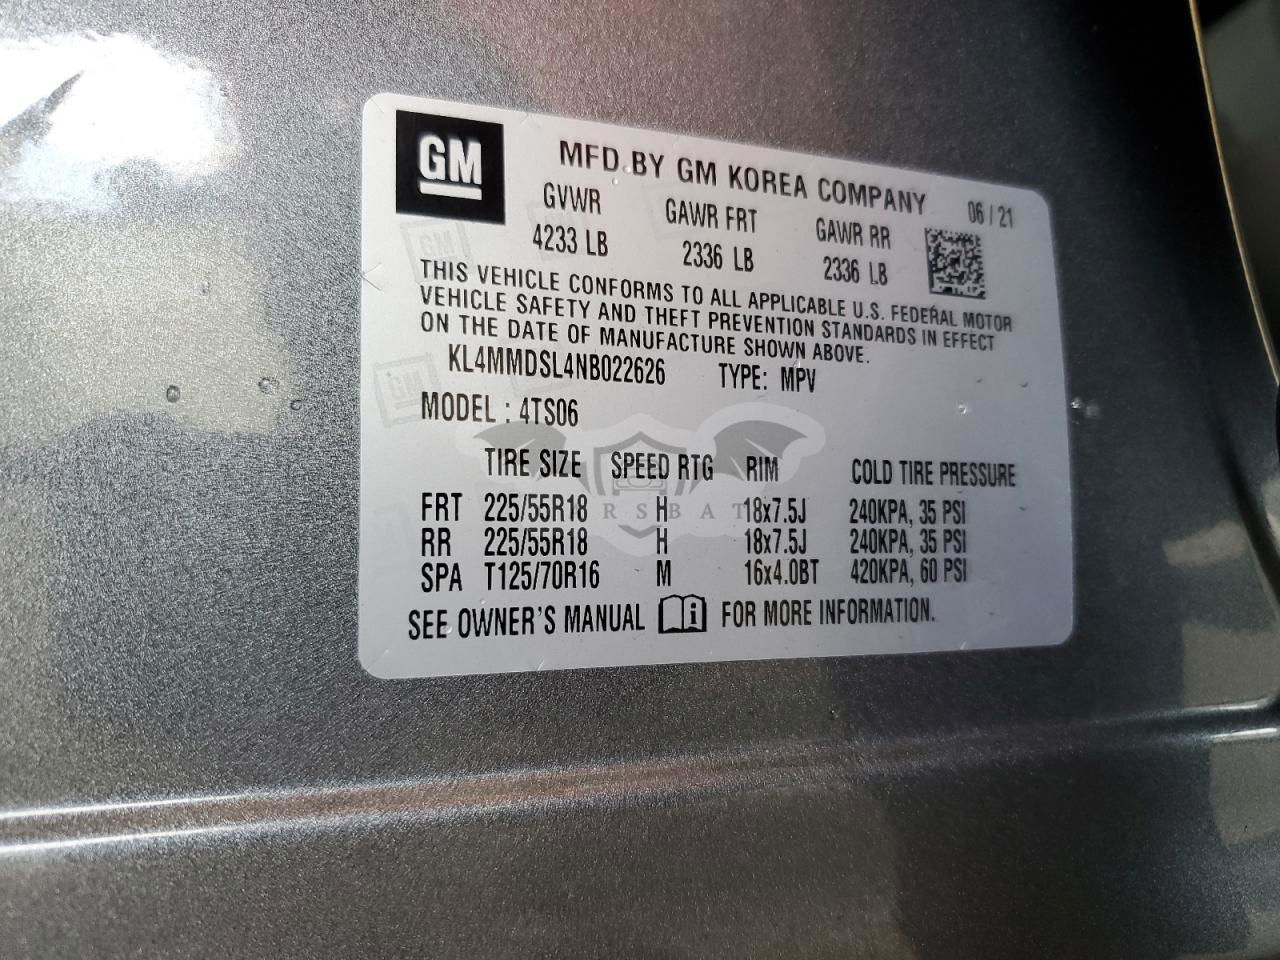 GM
MFD.BY GM KOREA COMPANY 06/21
GVWR GAWR FRT GAWR RR
4233 LB 2336 LB 2336 LB
THIS VEHICLE CONFORMS TO ALL APPLICABLE U.S. FEDERAL MOTOR
VEHICLE SAFETY AND THEFT PREVENTION STANDARDS IN EFFECT
ON THE DATE OF MANUFACTURE SHOWN ABOVE.
KL4MMDSL4NB022626 TYPE: MPV
MODEL : 4TS06
TIRE SIZE SPEED RTG RIM COLD TIRE PRESSURE
FRT 225/55R18 H 18x7.5J 240KPA, 35 PSI
RR 225/55R18 H 18x7.5J 240KPA, 35 PSI
SPA T125/70R16 M 16x4.0BT 420KPA, 60 PSI
SEE OWNER'S MANUAL i FOR MORE INFORMATION.